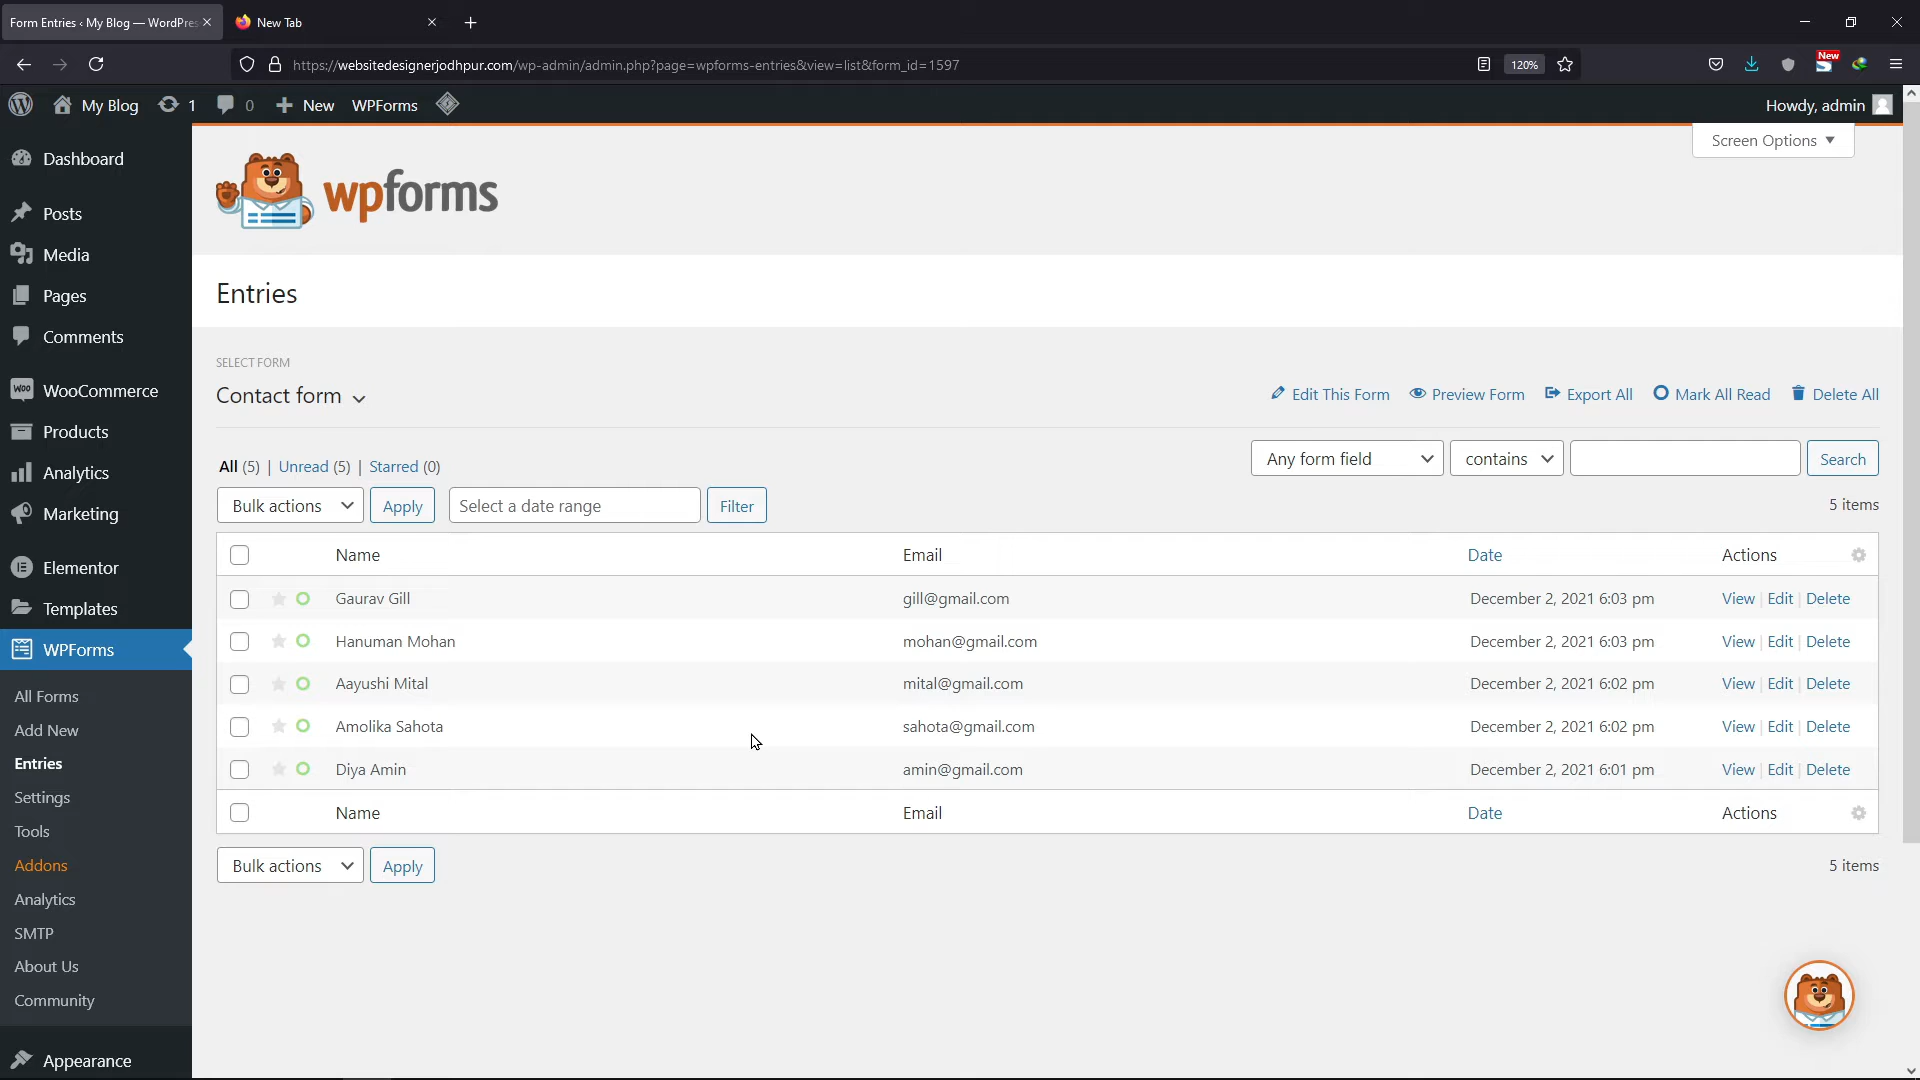 Form Entries ‹ My Blog — WordPres
New Tab
https://websitedesignerjodhpur.com/wp-admin/admin.php?page=wpforms-entries&view=list&form_id=1597
120%
New
My Blog
1
0
New
WPForms
Howdy, admin
Screen Options
Dashboard
Posts
Media
Pages
Comments
WooCommerce
Products
Analytics
Marketing
Elementor
Templates
WPForms
All Forms
Add New
Entries
Settings
Tools
Addons
Analytics
SMTP
About Us
Community
Appearance
wpforms
Entries
SELECT FORM
Contact form
Edit This Form Preview Form Export All Mark All Read Delete All
All (5) | Unread (5) | Starred (0)
Any form field contains Search
Bulk actions Apply Select a date range Filter
5 items
Name Email Date Actions
Gaurav Gill gill@gmail.com December 2, 2021 6:03 pm View | Edit | Delete
Hanuman Mohan mohan@gmail.com December 2, 2021 6:03 pm View | Edit | Delete
Aayushi Mital mital@gmail.com December 2, 2021 6:02 pm View | Edit | Delete
Amolika Sahota sahota@gmail.com December 2, 2021 6:02 pm View | Edit | Delete
Diya Amin amin@gmail.com December 2, 2021 6:01 pm View | Edit | Delete
Name Email Date Actions
Bulk actions Apply
5 items